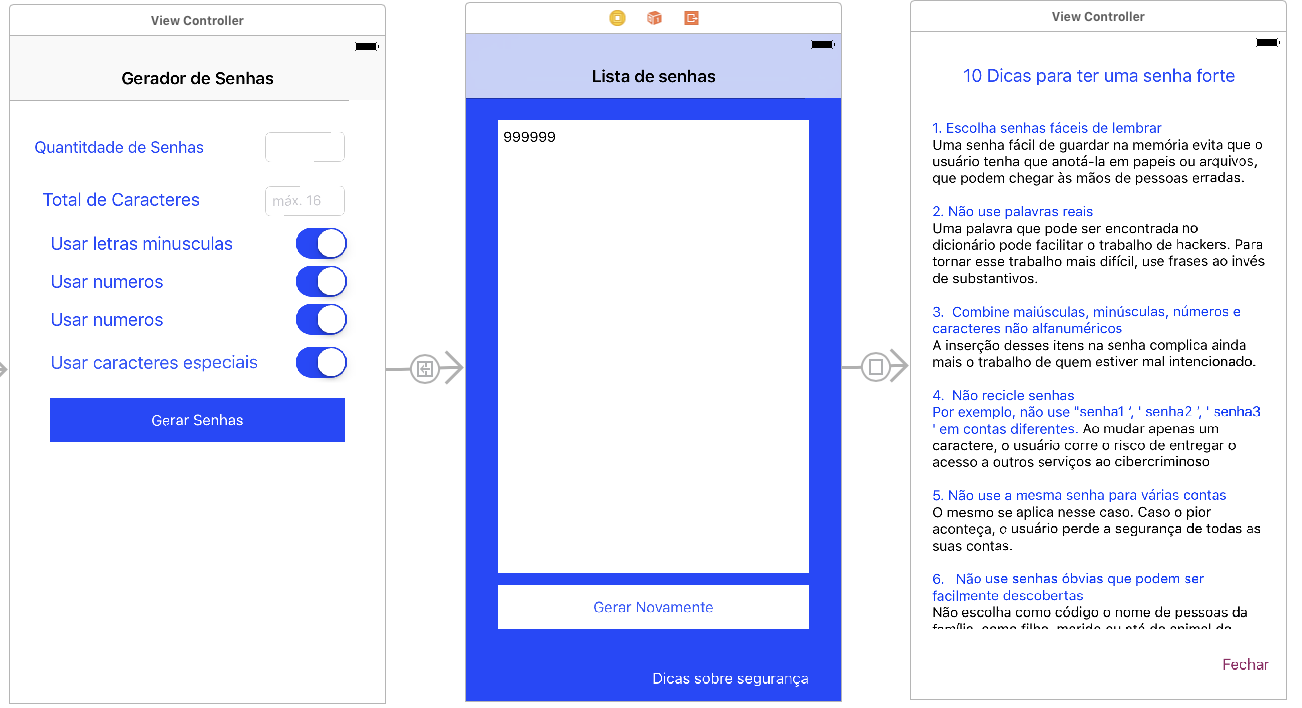 View Controller
Gerador de Senhas
Quantitdade de Senhas
Total de Caracteres
máx. 16
Usar letras minusculas
Usar numeros
Usar numeros
Usar caracteres especiais
Gerar Senhas
Lista de senhas
999999
Gerar Novamente
Dicas sobre segurança
View Controller
10 Dicas para ter uma senha forte
1. Escolha senhas fáceis de lembrar
Uma senha fácil de guardar na memória evita que o
usuário tenha que anotá-la em papeis ou arquivos,
que podem chegar às mãos de pessoas erradas.
2. Não use palavras reais
Uma palavra que pode ser encontrada no
dicionário pode facilitar o trabalho de hackers. Para
tornar esse trabalho mais difícil, use frases ao invés
de substantivos.
3.  Combine maiúsculas, minúsculas, números e
caracteres não alfanuméricos
A inserção desses itens na senha complica ainda
mais o trabalho de quem estiver mal intencionado.
4.  Não recicle senhas
Por exemplo, não use "senha1 ‘, ' senha2 ‘, ' senha3
' em contas diferentes. Ao mudar apenas um
caractere, o usuário corre o risco de entregar o
acesso a outros serviços ao cibercriminoso
5. Não use a mesma senha para várias contas
O mesmo se aplica nesse caso. Caso o pior
aconteça, o usuário perde a segurança de todas as
suas contas.
6.   Não use senhas óbvias que podem ser
facilmente descobertas
Não escolha como código o nome de pessoas da
família, como filho, marido ou até do animal de
Fechar